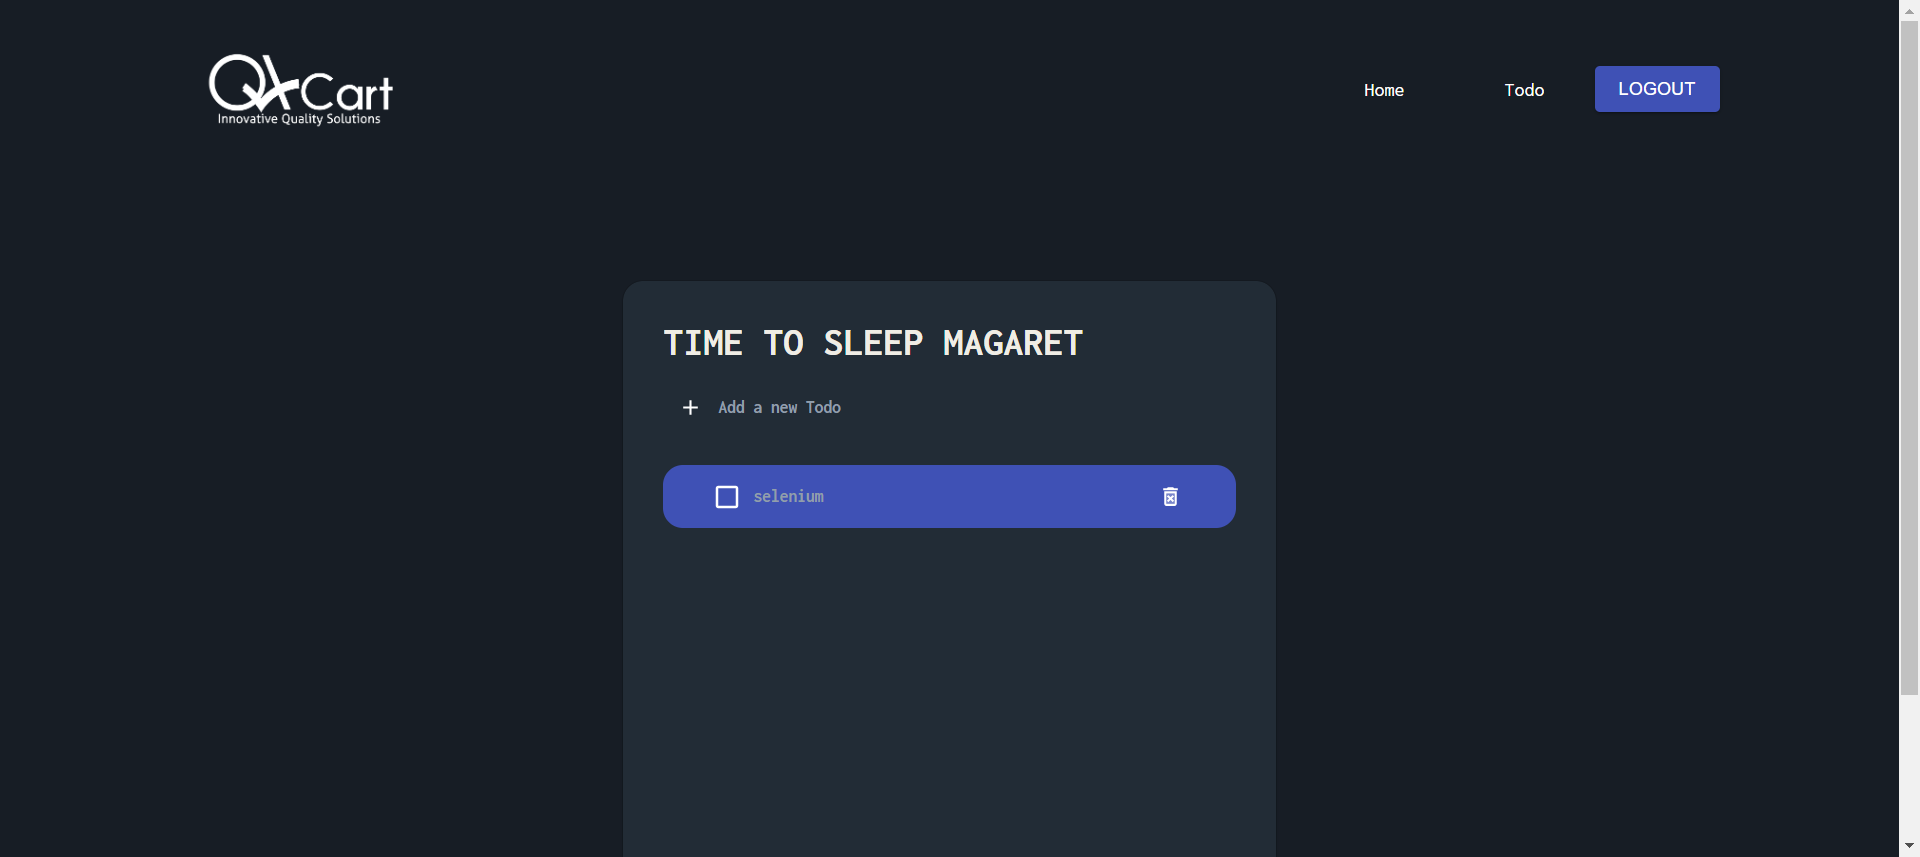 QACart
Innovative Quality Solutions
Home
Todo
LOGOUT
TIME TO SLEEP MAGARET
Add a new Todo
selenium